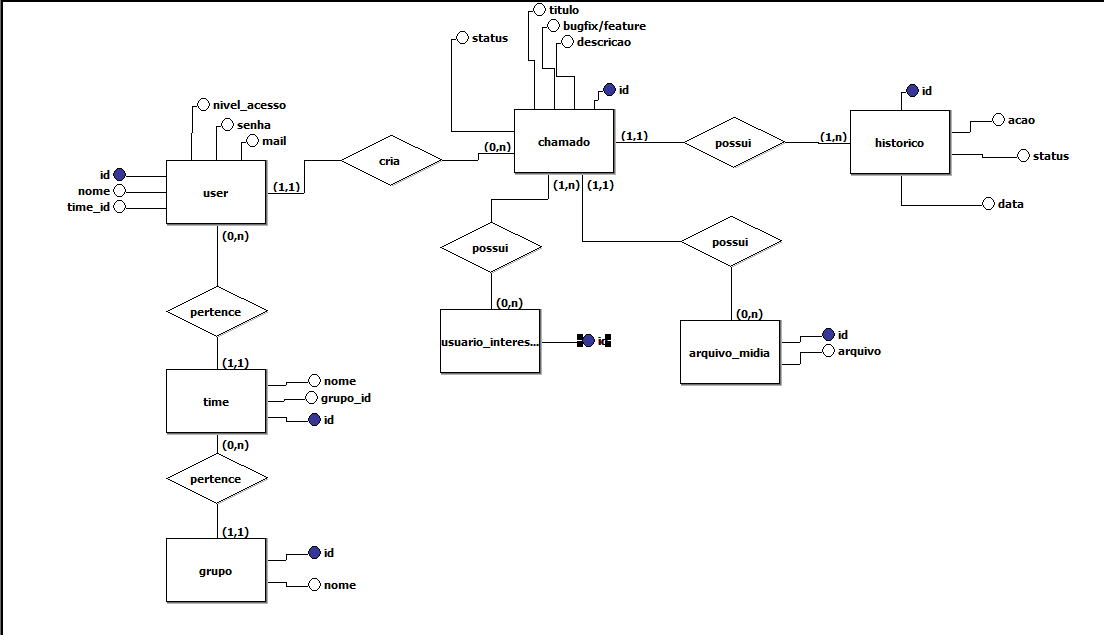 titulo
bugfix/feature
status
descricao
id
id
nivel_acesso
acao
senha
(1,1)
(1,n)
mail
chamado
possui
historico
(0,n)
status
cria
id
(1,1)
nome
user
(1,n)
(1,1)
time_id
data
(0,n)
possui
possui
(0,n)
pertence
(0,n)
id
usuario_interes...
id
arquivo_midia
arquivo
(1,1)
nome
time
grupo_id
id
(0,n)
pertence
(1,1)
id
grupo
nome